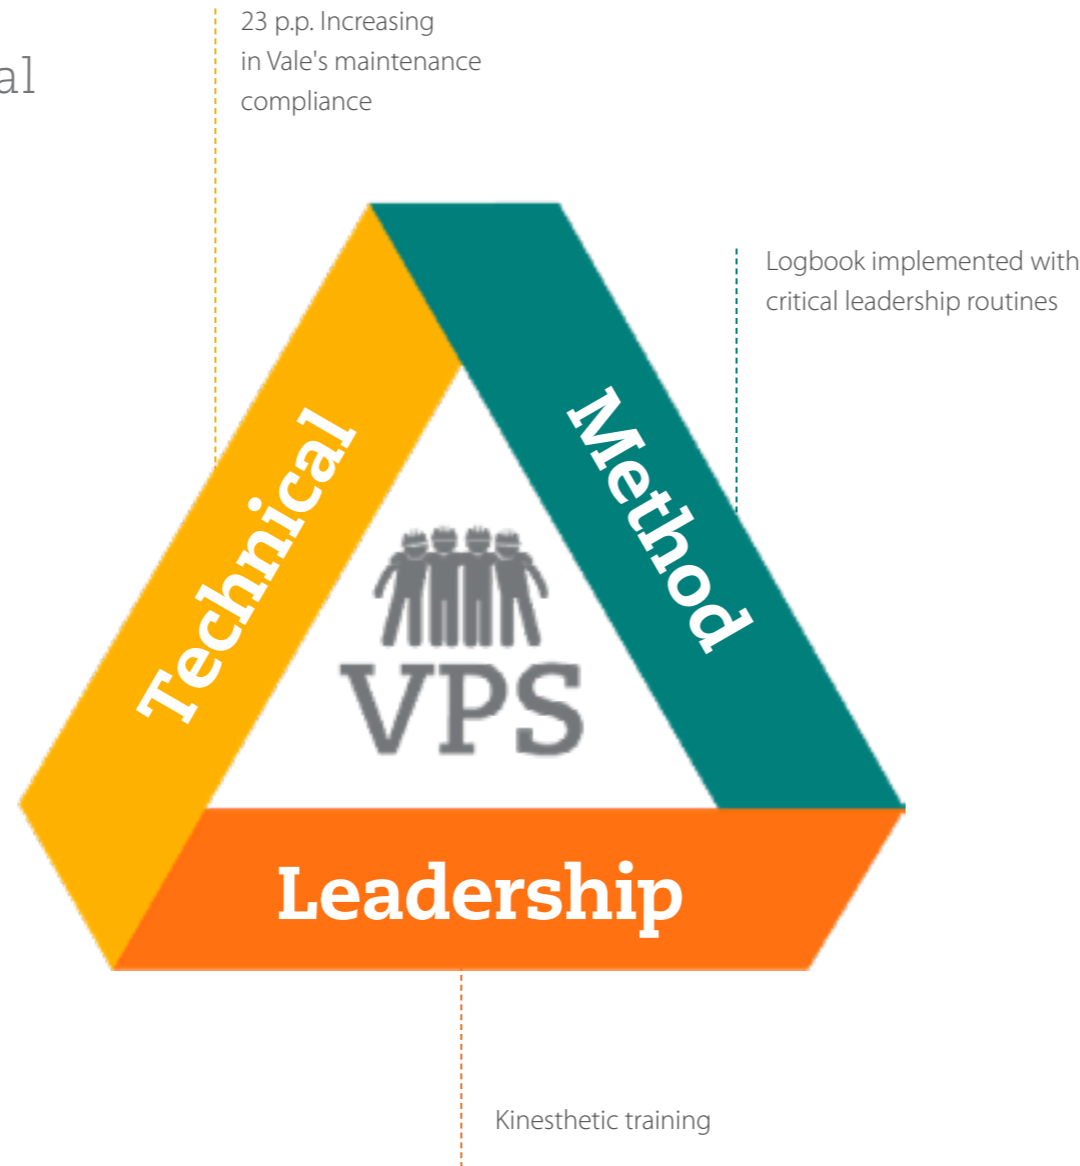 23 p.p. Increasing
in Vale's maintenance
compliance
al
Logbook implemented with
critical leadership routines
Technical
Method
VPS
Leadership
Kinesthetic training